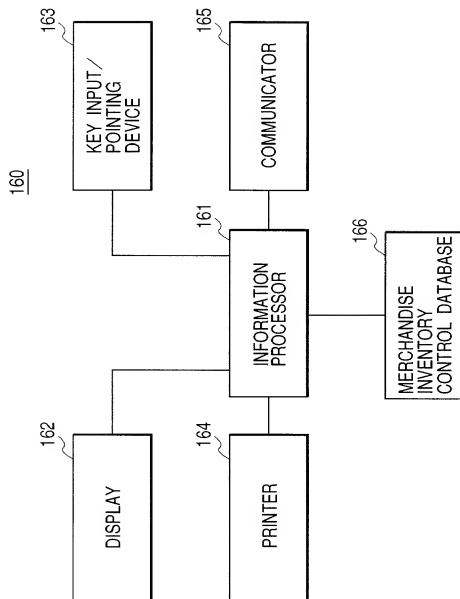 160
162
DISPLAY
163
KEY INPUT/
POINTING
DEVICE
164
PRINTER
161
INFORMATION
PROCESSOR
165
COMMUNICATOR
166
MERCHANDISE
INVENTORY
CONTROL DATABASE